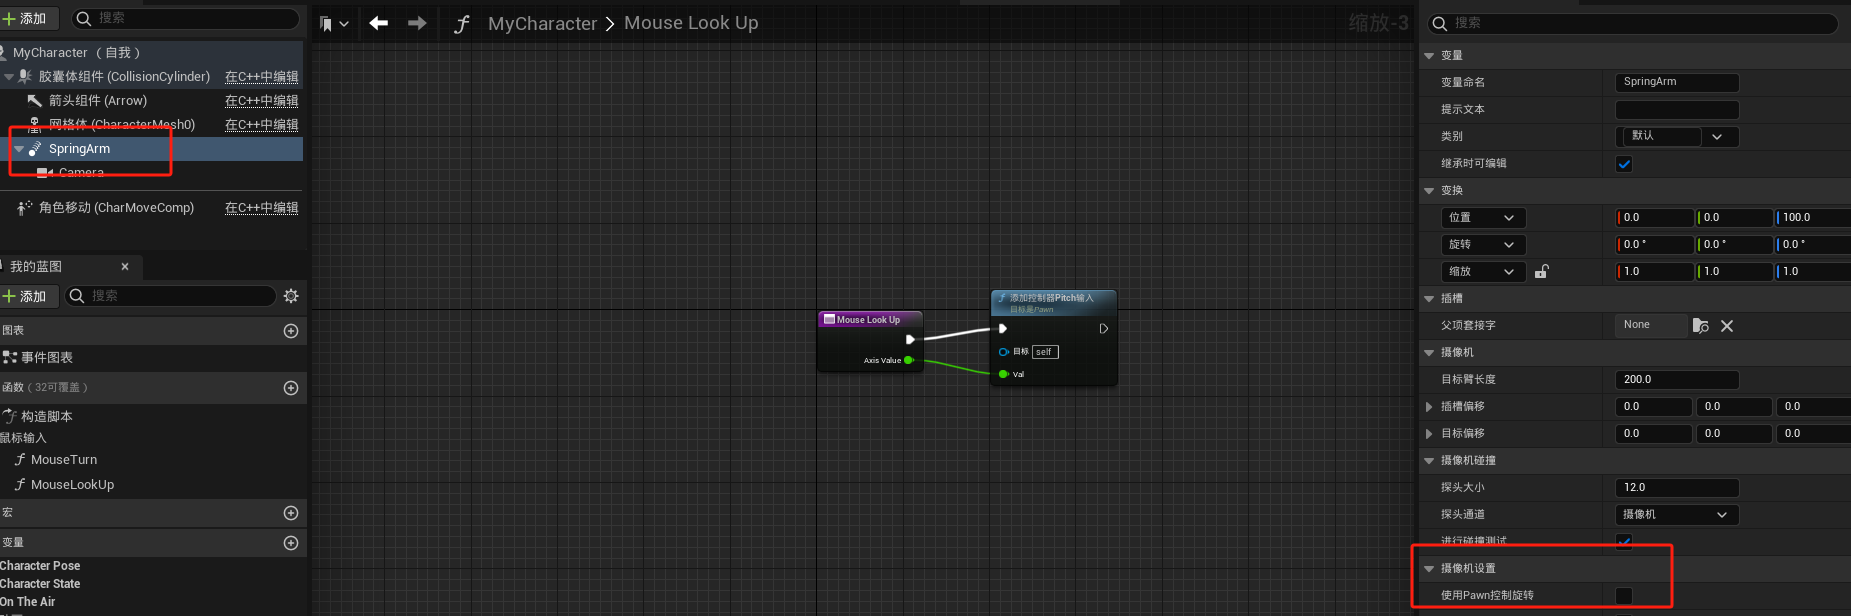 添加
搜索
MyCharacter （自我）
胶囊体组件 (CollisionCylinder) 在C++中编辑
箭头组件 (Arrow) 在C++中编辑
网格体 (CharacterMesh0) 在C++中编辑
SpringArm
Camera
角色移动 (CharMoveComp) 在C++中编辑
我的蓝图
添加
搜索
图表
事件图表
函数（32可覆盖）
构造脚本
鼠标输入
MouseTurn
MouseLookUp
宏
变量
Character Pose
Character State
On The Air
MyCharacter > Mouse Look Up
缩放-3
Mouse Look Up
Axis Value
添加控制器Pitch输入
目标是Pawn
目标 self
Val
搜索
变量
变量命名 SpringArm
提示文本
类别 默认
继承时可编辑
变换
位置 0.0 0.0 100.0
旋转 0.0 ° 0.0 ° 0.0 °
缩放 1.0 1.0 1.0
插槽
父项套接字 None
摄像机
目标臂长度 200.0
插槽偏移 0.0 0.0 0.0
目标偏移 0.0 0.0 0.0
摄像机碰撞
探头大小 12.0
探头通道 摄像机
进行碰撞测试
摄像机设置
使用Pawn控制旋转